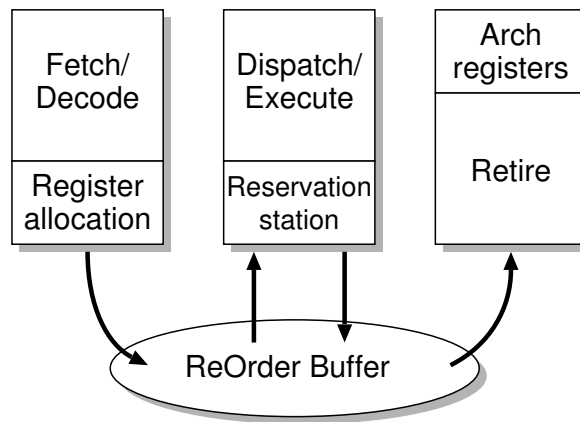 Fetch/
Decode
Register
allocation
Dispatch/
Execute
Reservation
station
Arch
registers
Retire
ReOrder Buffer